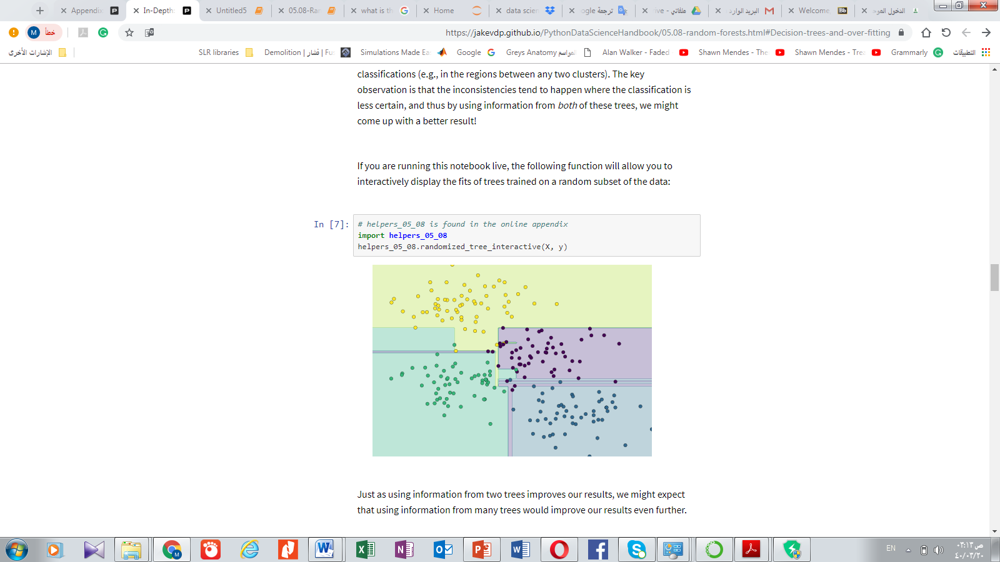 Appendix
In-Depth:
Untitled5
05.08-Ran
what is th
Home
data scien
ترجمة ogle
ملفاتي - ive
البريد الوارد
Welcome,
الدخول الموح
خطأ
M
https://jakevdp.github.io/PythonDataScienceHandbook/05.08-random-forests.html#Decision-trees-and-over-fitting
الإشارات الأخرى
SLR libraries
Demolition | فشار | Fu
Simulations Made Ea
Google
Greys Anatomy مواسم
Alan Walker - Faded
Shawn Mendes - The
Shawn Mendes - Trea
Grammarly
التطبيقات
classifications (e.g., in the regions between any two clusters). The key
observation is that the inconsistencies tend to happen where the classification is
less certain, and thus by using information from both of these trees, we might
come up with a better result!
If you are running this notebook live, the following function will allow you to
interactively display the fits of trees trained on a random subset of the data:
In [7]:
# helpers_05_08 is found in the online appendix
import helpers_05_08
helpers_05_08.randomized_tree_interactive(X, y)
Just as using information from two trees improves our results, we might expect
that using information from many trees would improve our results even further.
EN
٠٣:١٣ ص
٤٠/٠٣/٢٠